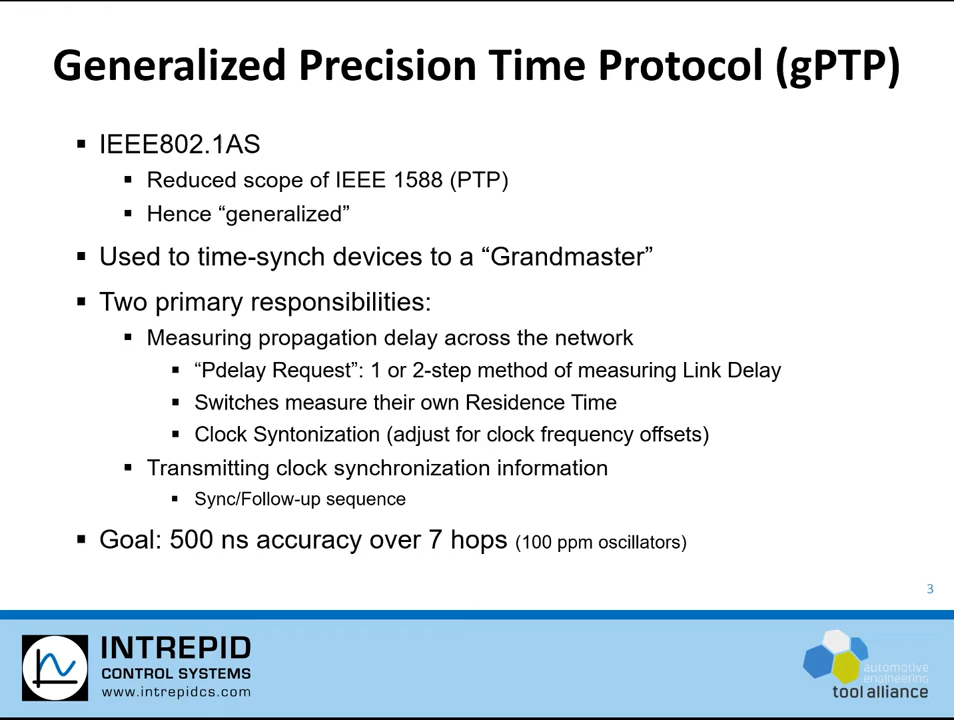 Generalized Precision Time Protocol (gPTP)
▪ IEEE802.1AS
▪ Reduced scope of IEEE 1588 (PTP)
▪ Hence “generalized”
▪ Used to time-synch devices to a “Grandmaster”
▪ Two primary responsibilities:
▪ Measuring propagation delay across the network
▪ “Pdelay Request”: 1 or 2-step method of measuring Link Delay
▪ Switches measure their own Residence Time
▪ Clock Syntonization (adjust for clock frequency offsets)
▪ Transmitting clock synchronization information
▪ Sync/Follow-up sequence
▪ Goal: 500 ns accuracy over 7 hops (100 ppm oscillators)
3
INTREPID
CONTROL SYSTEMS
www.intrepidcs.com
automotive
engineering
tool alliance